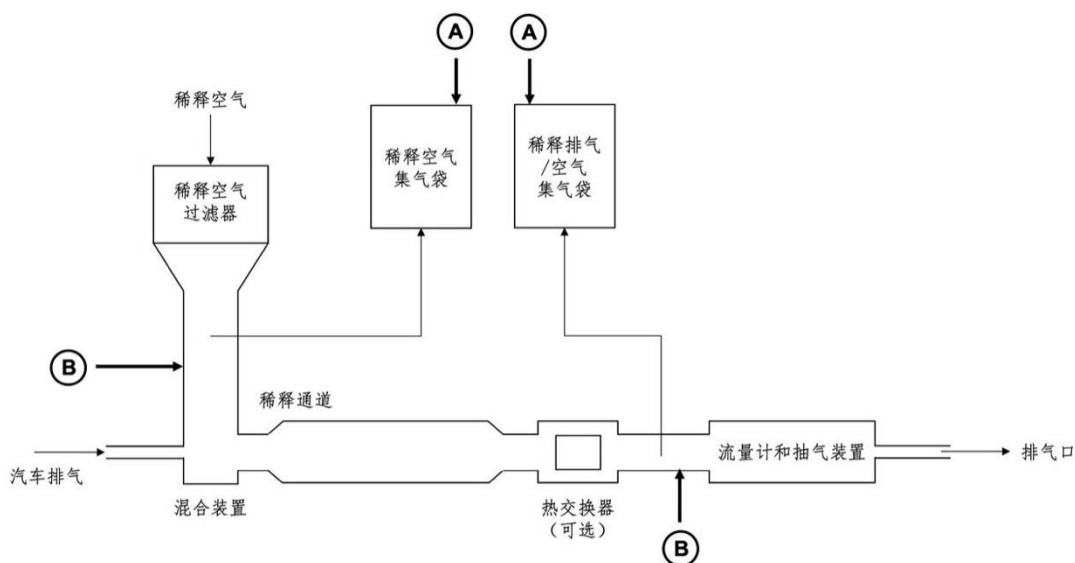 A
A
稀释空气
稀释空气
过滤器
稀释空气
集气袋
稀释排气
/空气
集气袋
B
稀释通道
汽车排气
混合装置
热交换器
(可选)
流量计和抽气装置
排气口
B